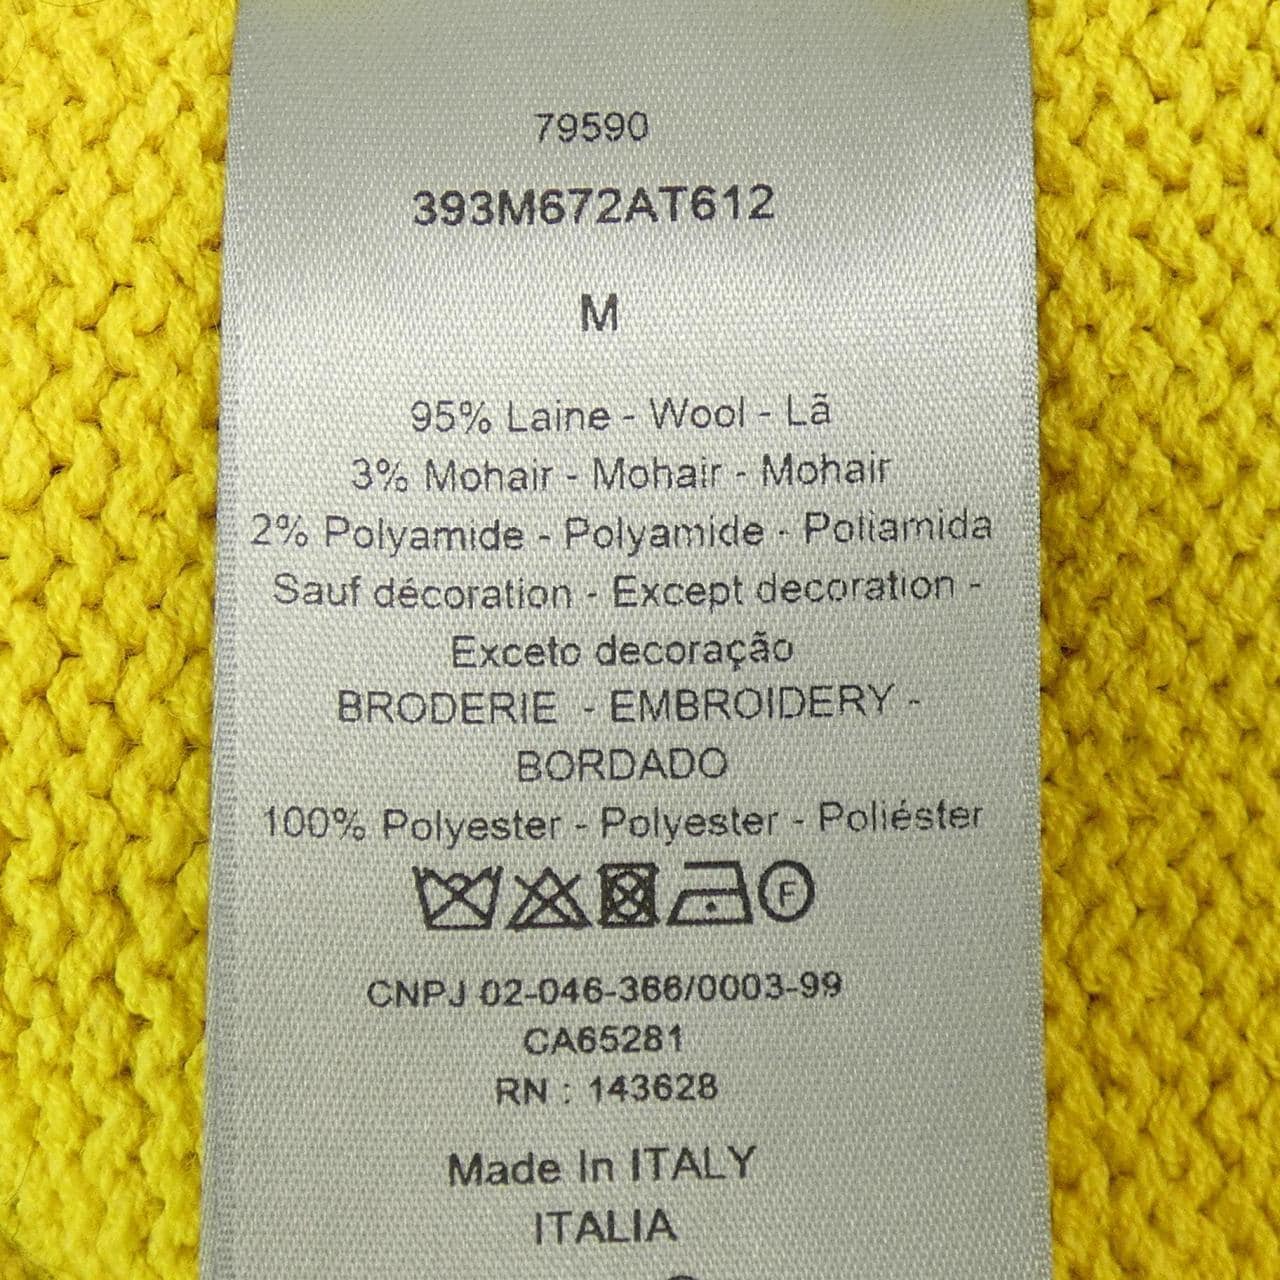 79590
393M672AT612
M
95% Laine - Wool - Lã
3% Mohair - Mohair - Mohair
2% Polyamide - Polyamide - Poliamida
Sauf décoration - Except decoration -
Exceto decoração
BRODERIE - EMBROIDERY -
BORDADO
100% Polyester - Polyester - Poliéster
F
CNPJ 02-046-366/0003-99
CA65281
RN : 143628
Made In ITALY
ITALIA